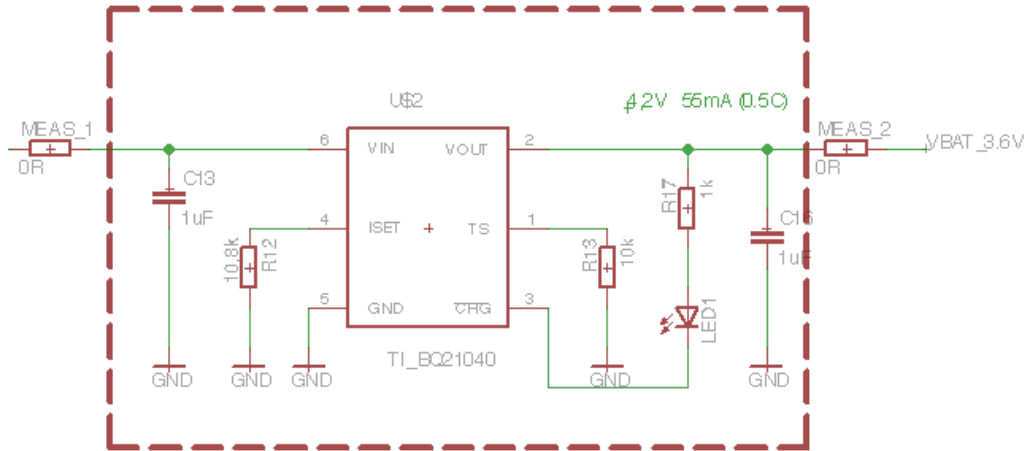 4,2V 55mA (0.5C)
U$2
MEAS_1
0R
MEAS_2
0R
VBAT_3.6V
6
VIN
VOUT
2
C13
1uF
R17
1k
4
ISET
TS
1
10.8k
R12
R13
10k
C16
1uF
5
GND
CHG
3
LED1
TI_BQ21040
GND
GND
GND
GND
GND